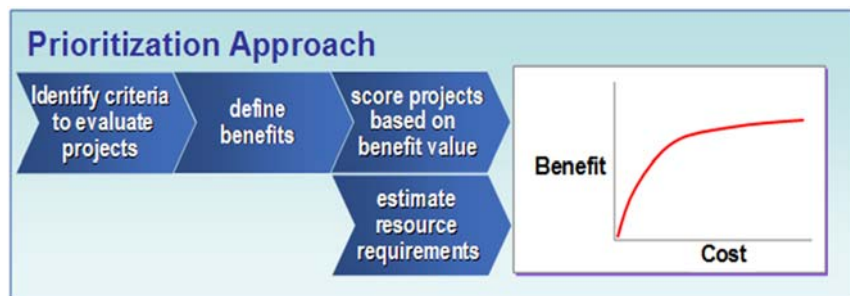 Prioritization Approach
Identify criteria
to evaluate
projects
define
benefits
score projects
based on
benefit value
estimate
resource
requirements
Benefit
Cost